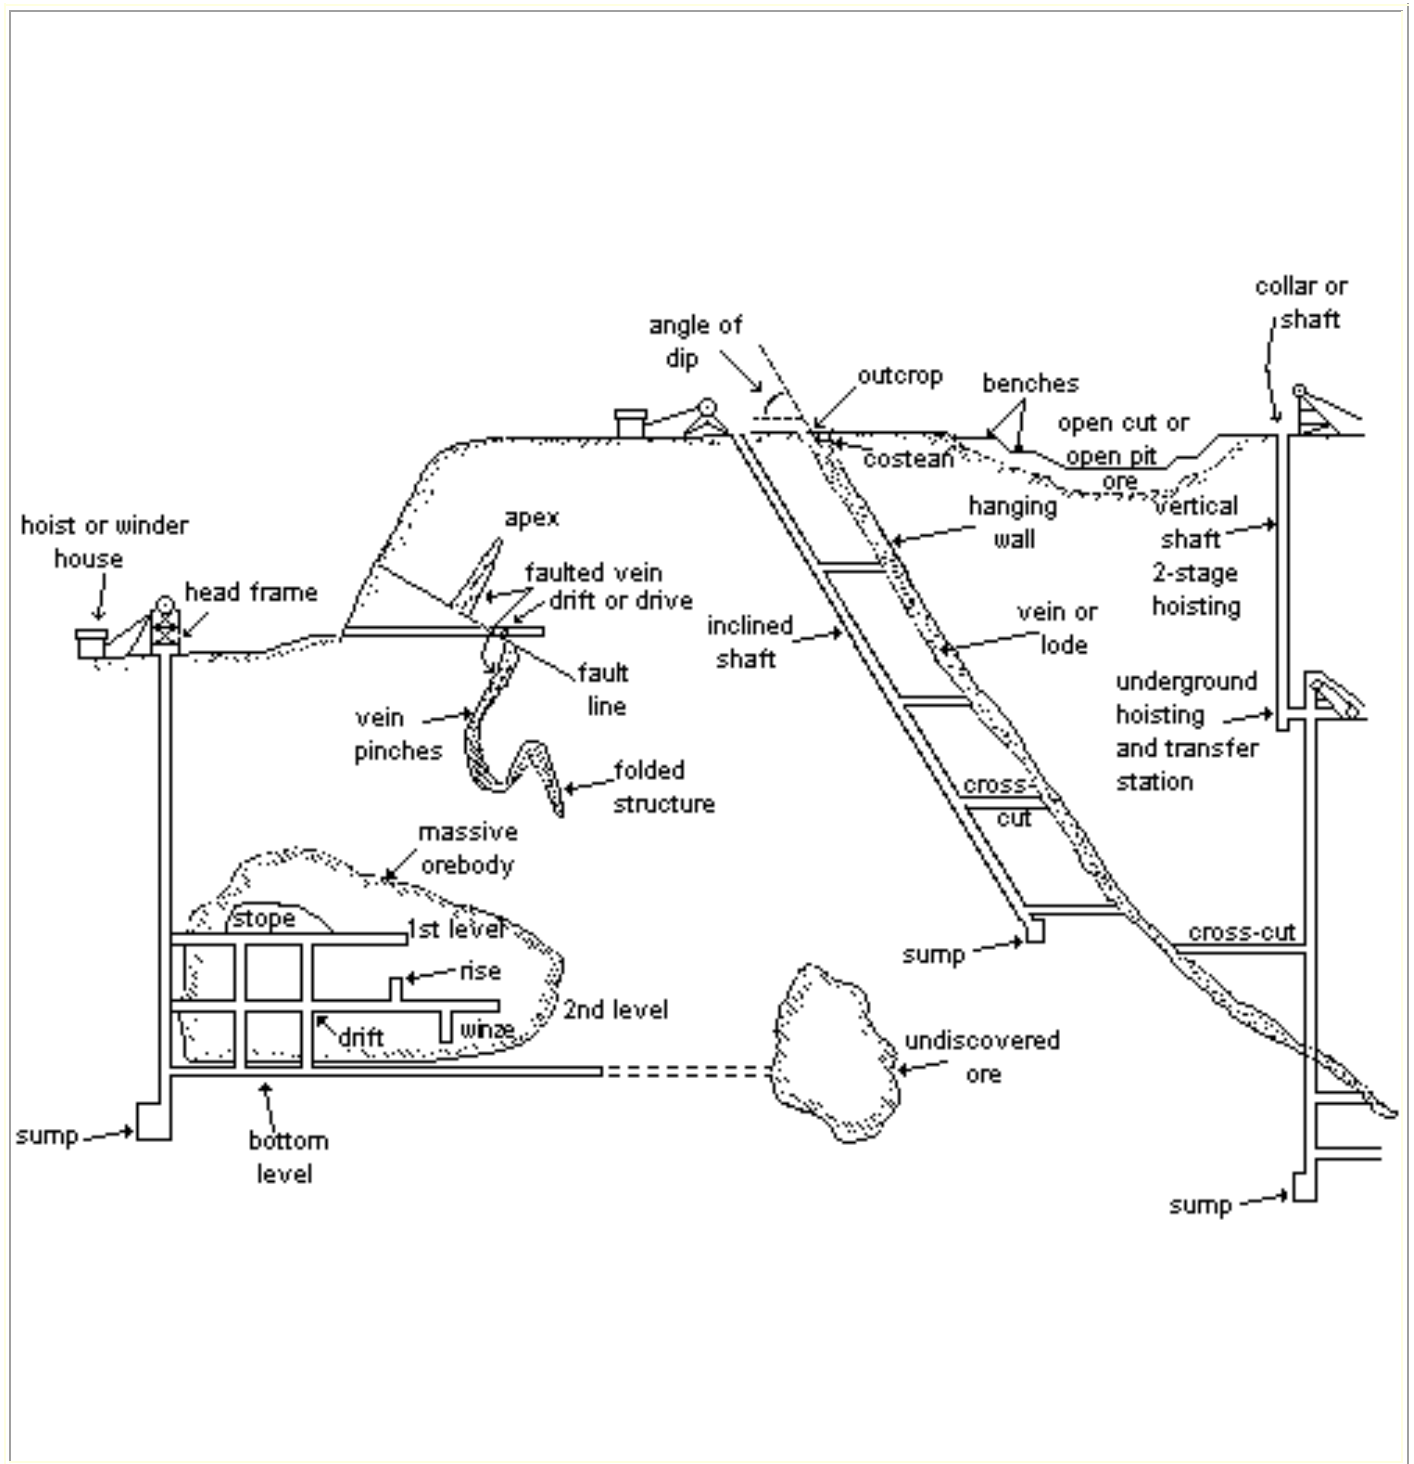 collar or
shaft
angle of
dip
outcrop
benches
open cut or
open pit
ore
costean
hanging
wall
vertical
shaft
2-stage
hoisting
hoist or winder
house
head frame
apex
faulted vein
drift or drive
inclined
shaft
vein or
lode
fault
line
underground
hoisting
and transfer
station
vein
pinches
folded
structure
cross-
cut
massive
orebody
stope
1st level
rise
2nd level
winze
drift
sump
cross-cut
undiscovered
ore
sump
bottom
level
sump